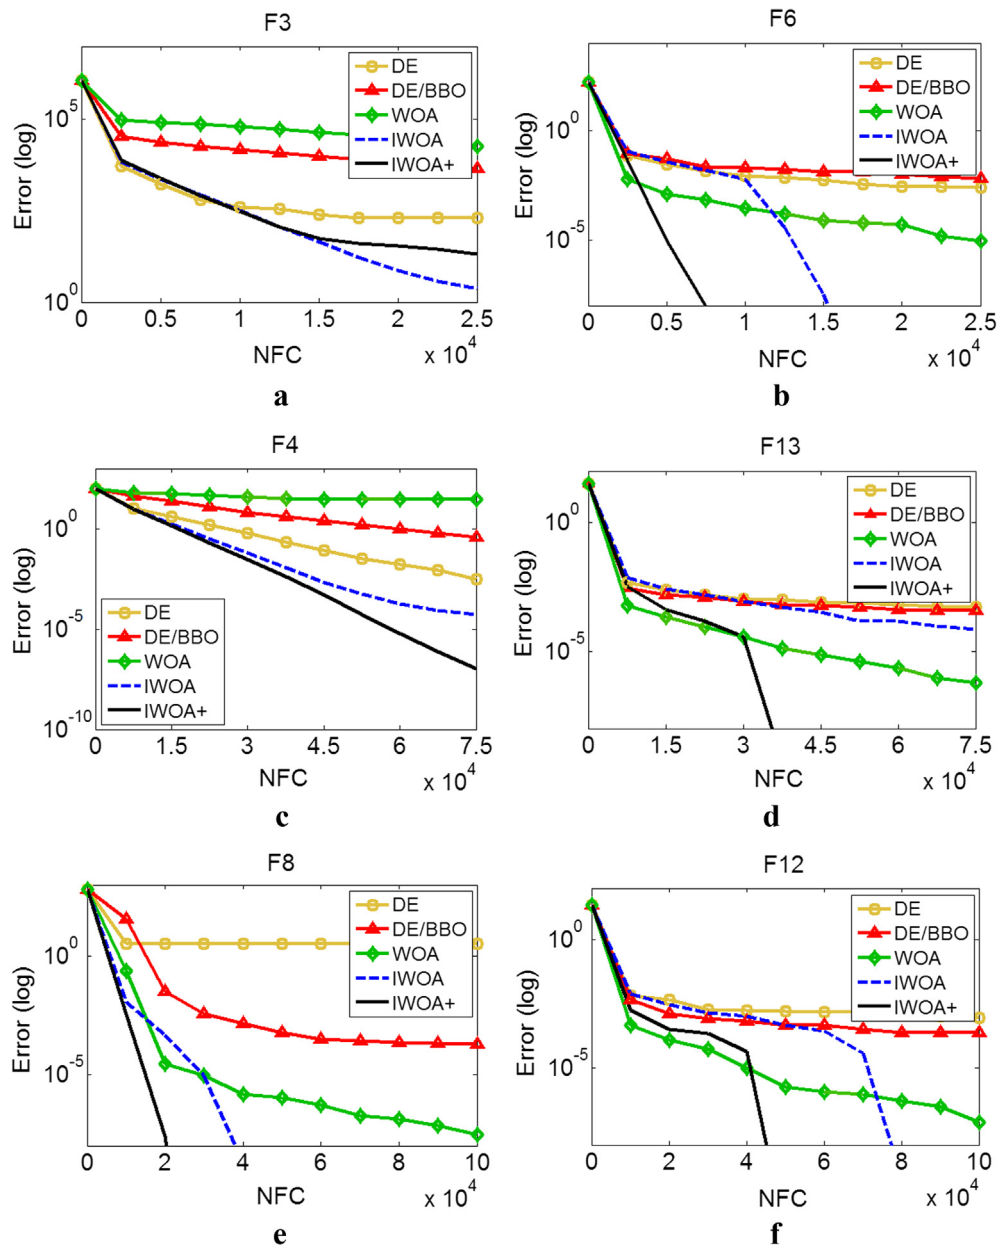 F3
Error (log)
10^5
10^0
DE
DE/BBO
WOA
IWOA
IWOA+
0 0.5 1 1.5 2 2.5
NFC
x 10^4
a
F6
Error (log)
10^0
10^-5
DE
DE/BBO
WOA
IWOA
IWOA+
0 0.5 1 1.5 2 2.5
NFC
x 10^4
b
F4
Error (log)
10^0
10^-5
10^-10
DE
DE/BBO
WOA
IWOA
IWOA+
0 1.5 3 4.5 6 7.5
NFC
x 10^4
c
F13
Error (log)
10^0
10^-5
DE
DE/BBO
WOA
IWOA
IWOA+
0 1.5 3 4.5 6 7.5
NFC
x 10^4
d
F8
Error (log)
10^0
10^-5
DE
DE/BBO
WOA
IWOA
IWOA+
0 2 4 6 8 10
NFC
x 10^4
e
F12
Error (log)
10^0
10^-5
DE
DE/BBO
WOA
IWOA
IWOA+
0 2 4 6 8 10
NFC
x 10^4
f